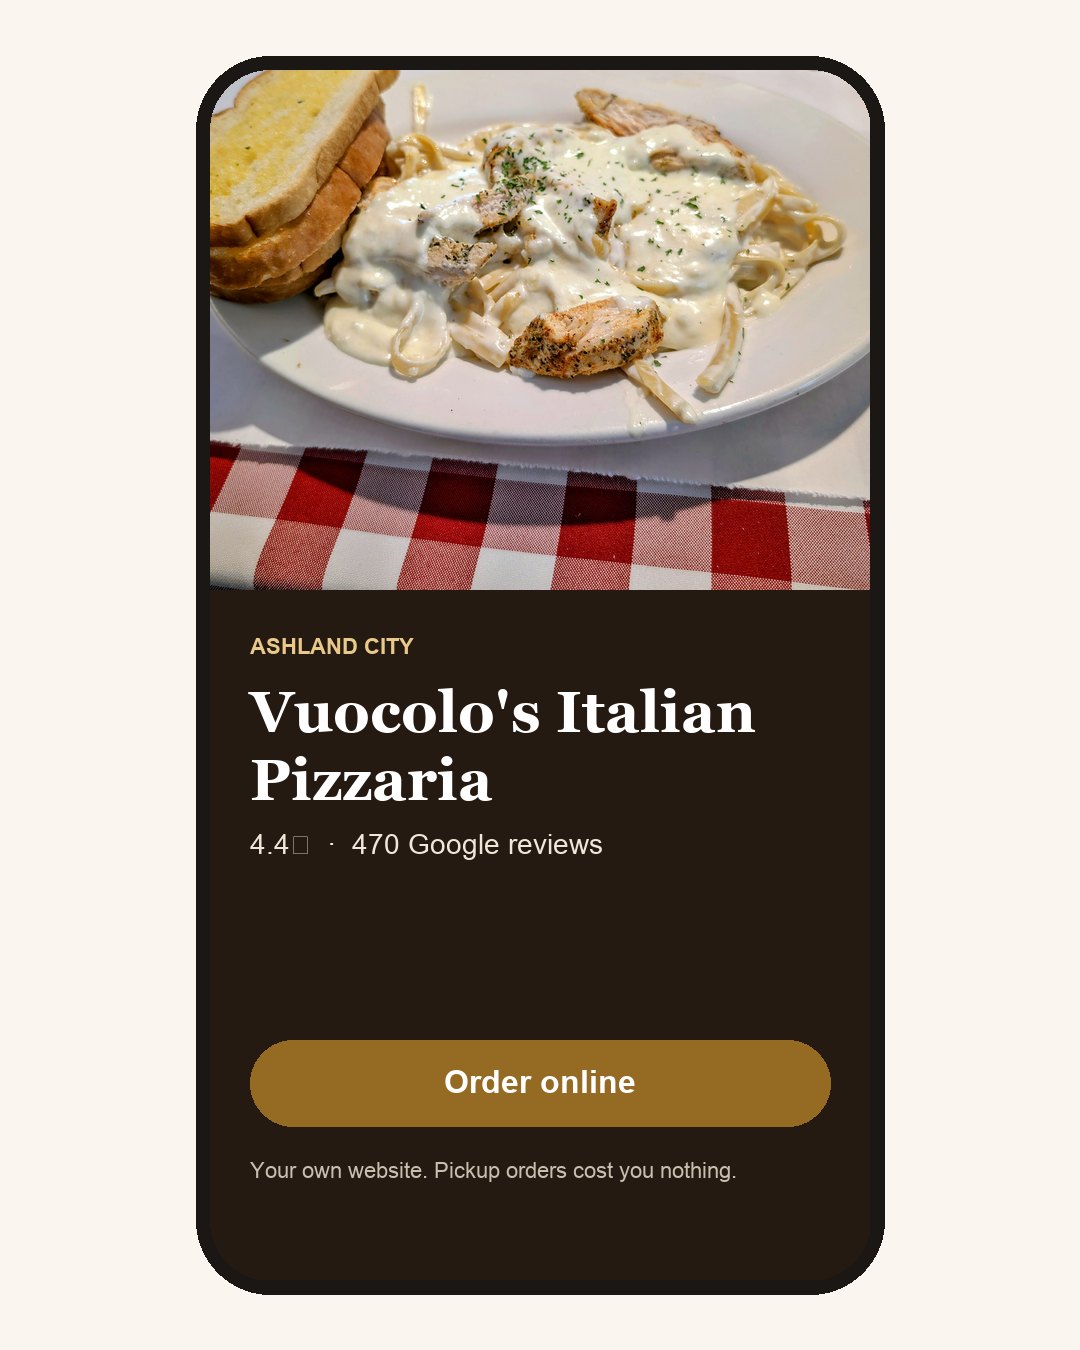 ASHLAND CITY
Vuocolo's Italian
Pizzaria
4.4▯ · 470 Google reviews
Order online
Your own website. Pickup orders cost you nothing.